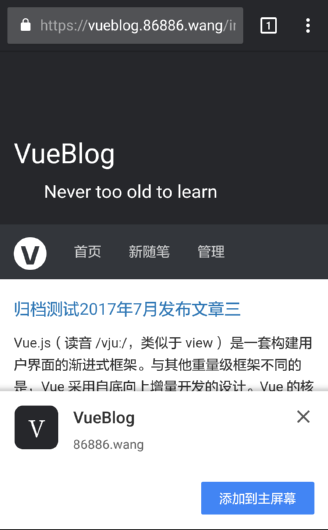 https://vueblog.86886.wang/in
1
VueBlog
Never too old to learn
V 首页 新随笔 管理
归档测试2017年7月发布文章三
Vue.js（读音 /vjuː/，类似于 view ）是一套构建用
户界面的渐进式框架。与其他重量级框架不同的
是，Vue 采用自底向上增量开发的设计。Vue 的核
V
VueBlog
86886.wang
添加到主屏幕